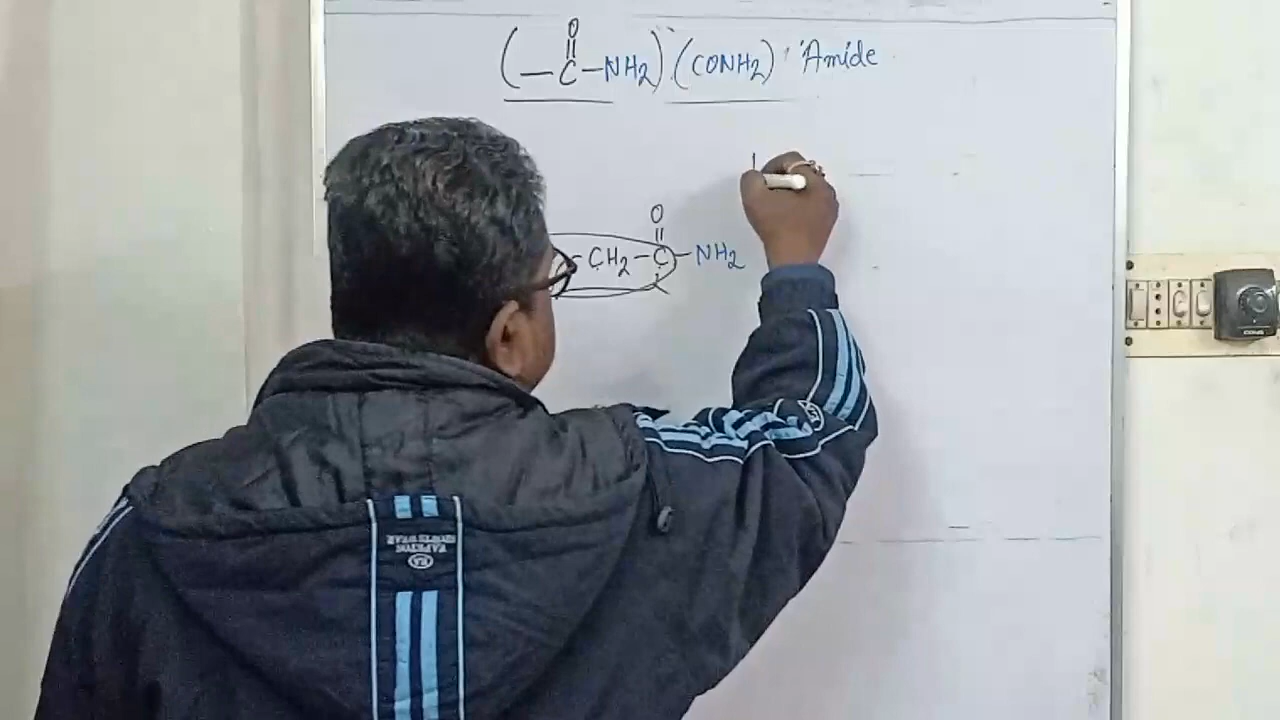 (—C(=O)—NH2) (CONH2) 'Amide
O
-CH2-C-NH2